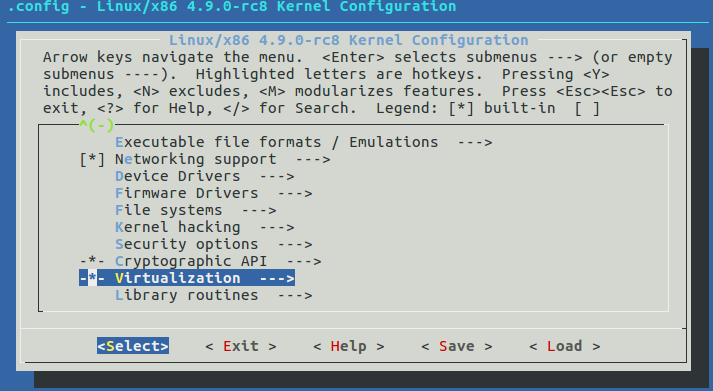 .config - Linux/x86 4.9.0-rc8 Kernel Configuration
Linux/x86 4.9.0-rc8 Kernel Configuration
Arrow keys navigate the menu.  <Enter> selects submenus ---> (or empty
submenus ----).  Highlighted letters are hotkeys.  Pressing <Y>
includes, <N> excludes, <M> modularizes features.  Press <Esc><Esc> to
exit, <?> for Help, </> for Search.  Legend: [*] built-in  [ ]
^(-)
Executable file formats / Emulations  --->
[*] Networking support  --->
Device Drivers  --->
Firmware Drivers  --->
File systems  --->
Kernel hacking  --->
Security options  --->
-*- Cryptographic API  --->
-*- Virtualization  --->
Library routines  --->
<Select>    < Exit >    < Help >    < Save >    < Load >